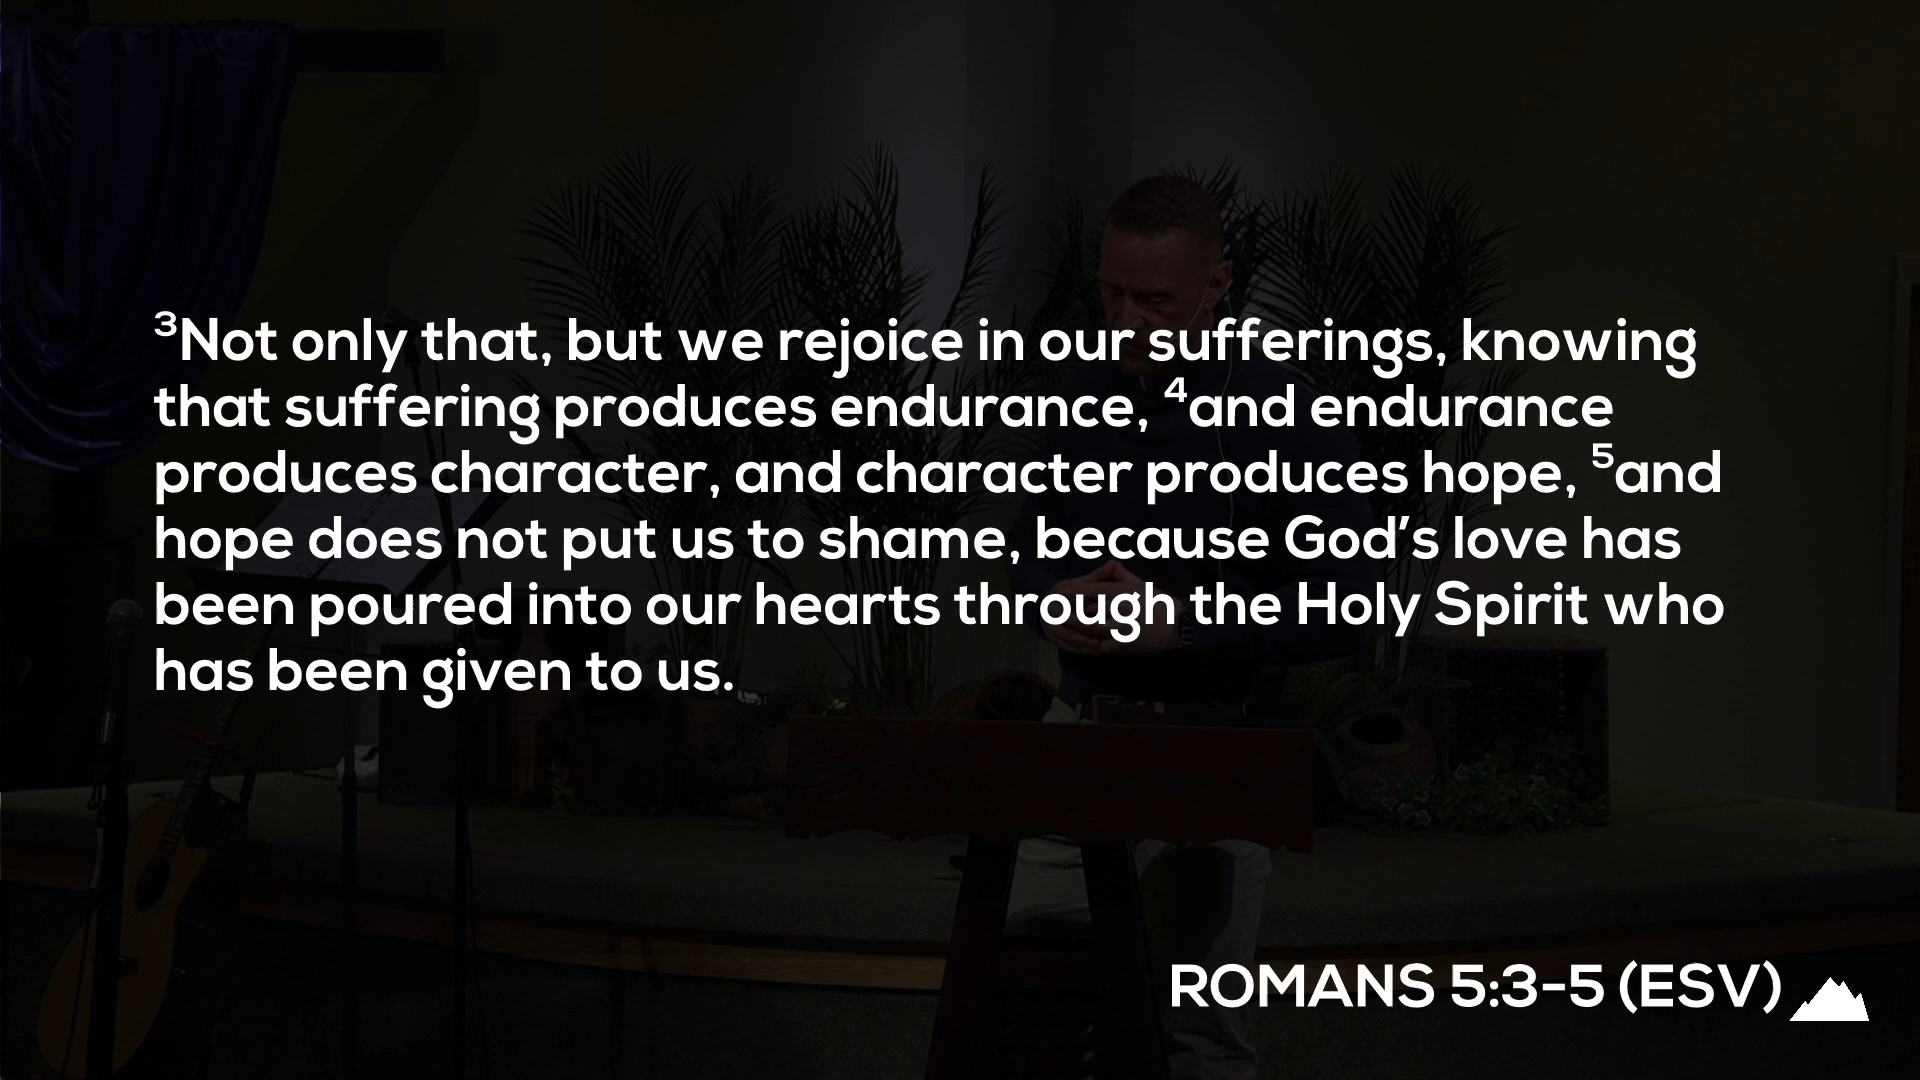 ³Not only that, but we rejoice in our sufferings, knowing
that suffering produces endurance, ⁴and endurance
produces character, and character produces hope, ⁵and
hope does not put us to shame, because God’s love has
been poured into our hearts through the Holy Spirit who
has been given to us.
ROMANS 5:3-5 (ESV)